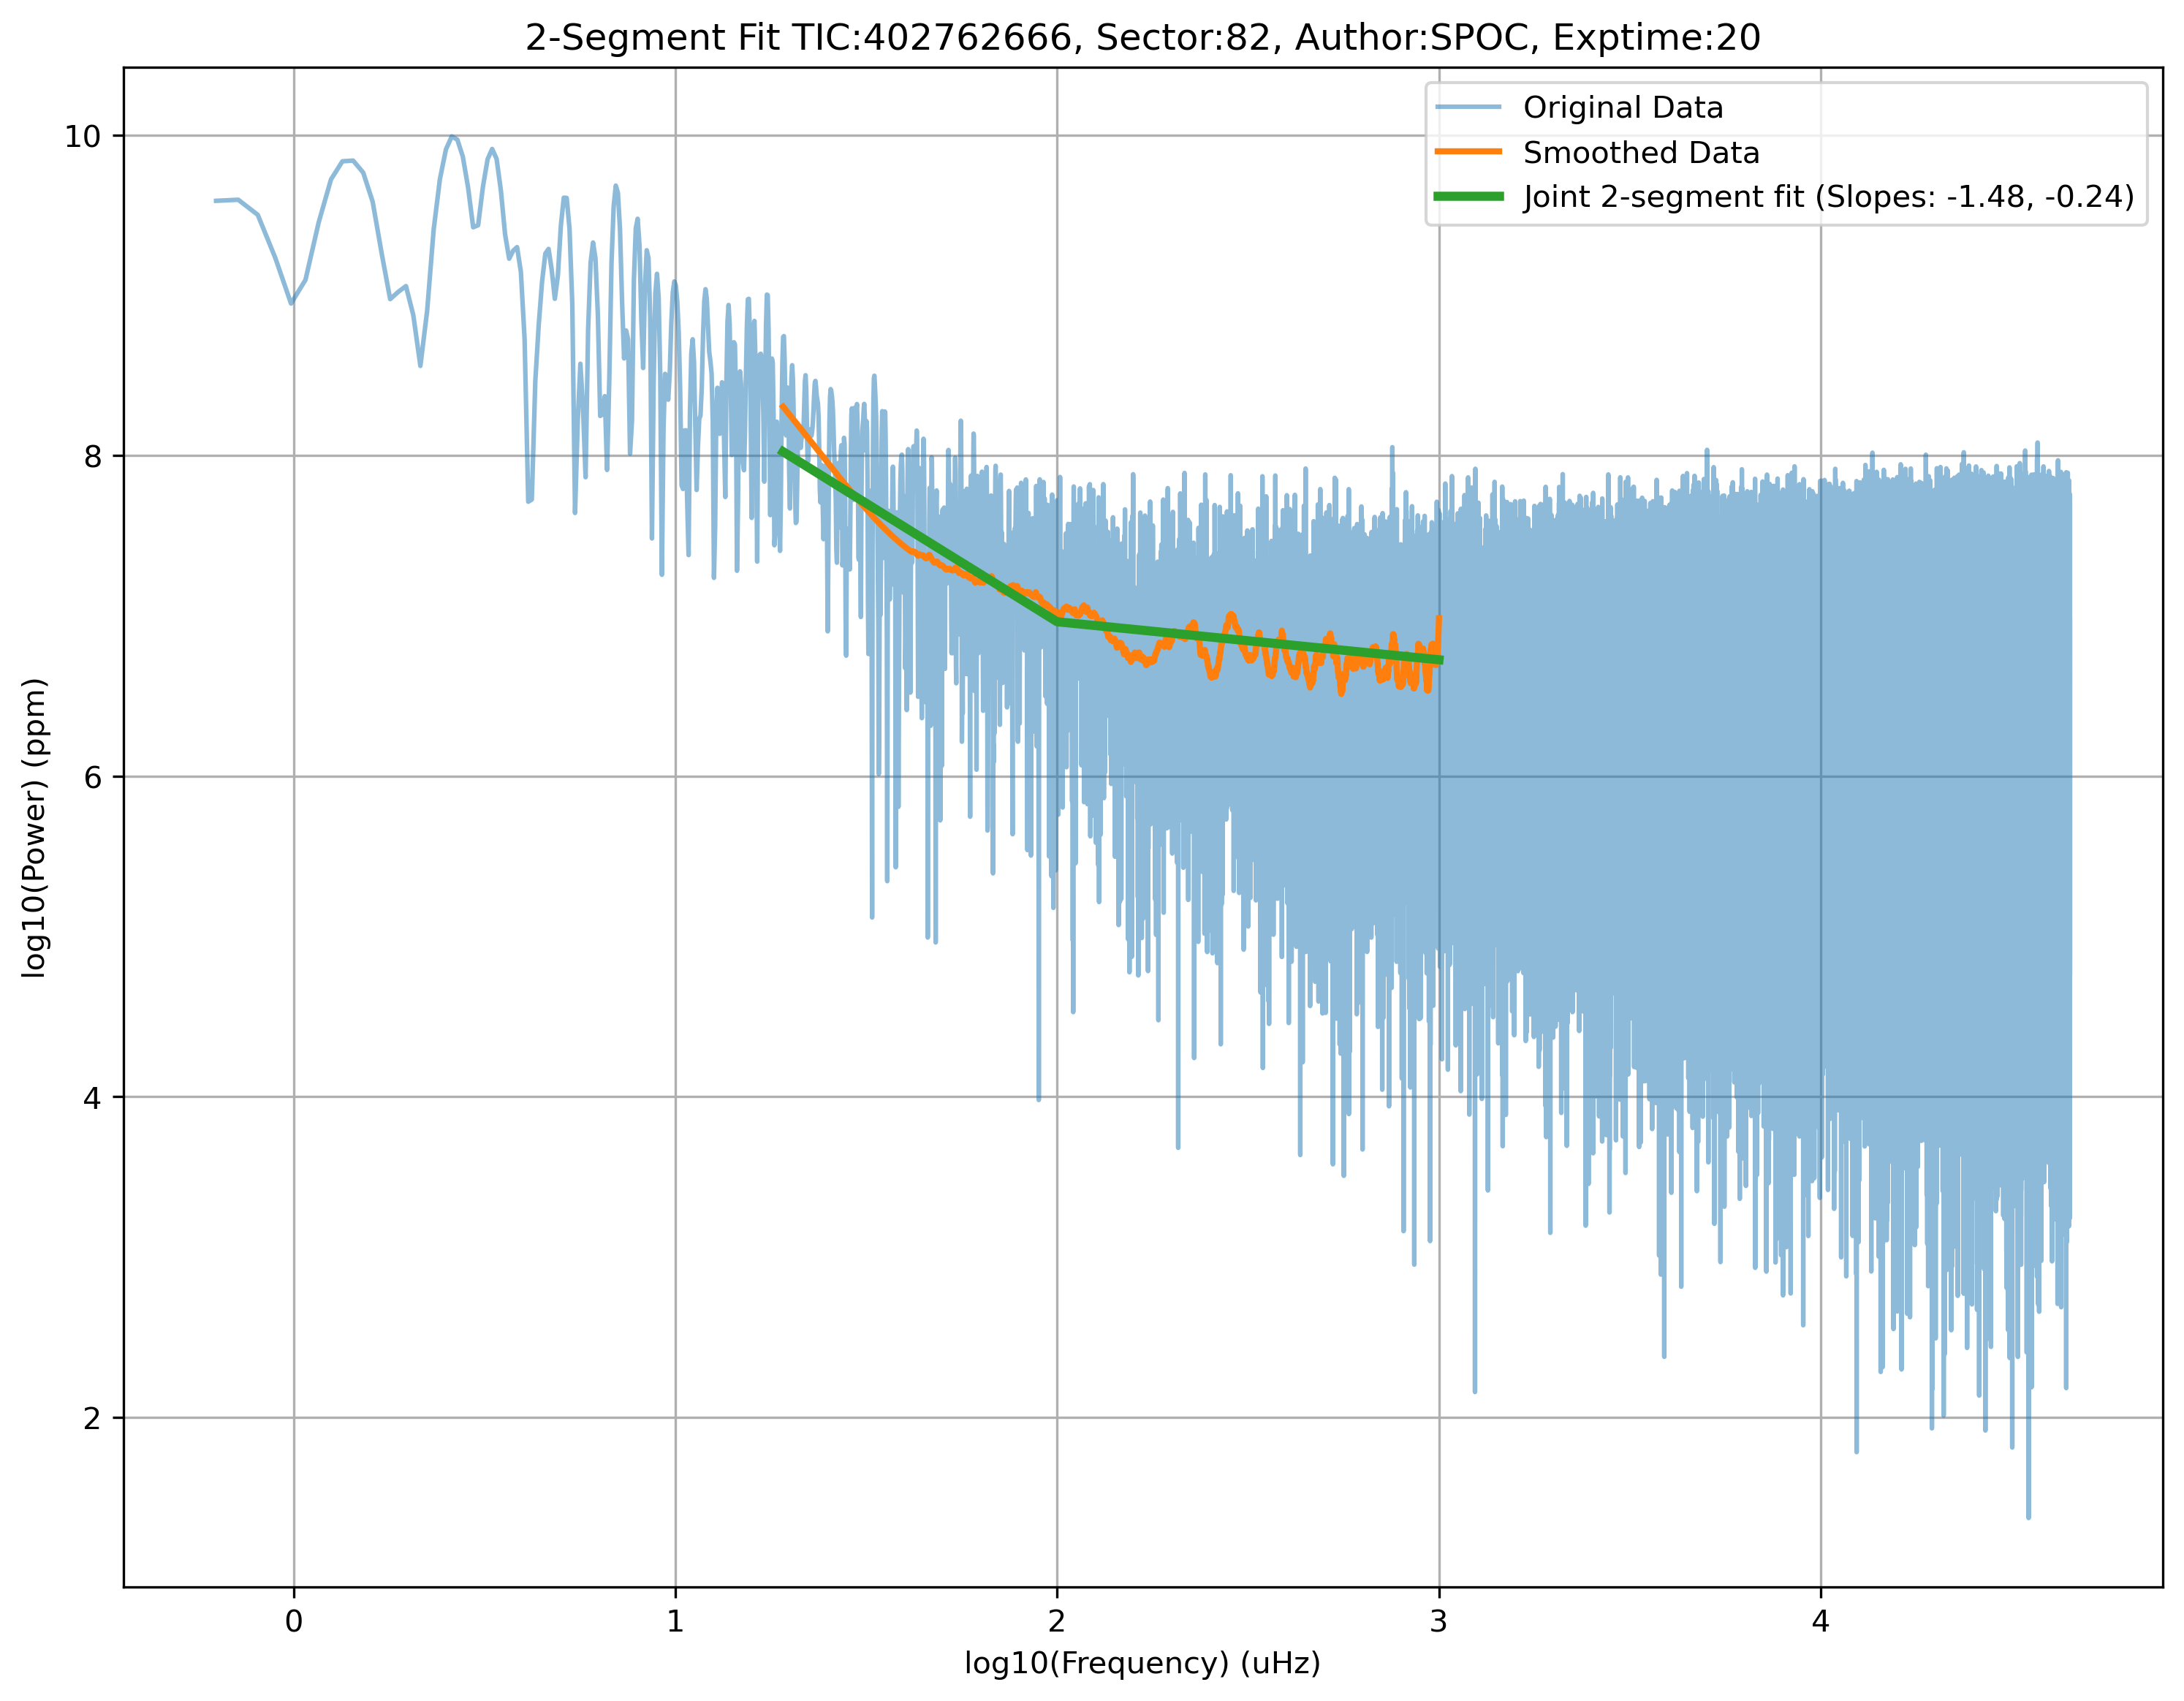 2-Segment Fit TIC:402762666, Sector:82, Author:SPOC, Exptime:20
Original Data
Smoothed Data
Joint 2-segment fit (Slopes: -1.48, -0.24)
log10(Power) (ppm)
10
8
6
4
2
0 1 2 3 4
log10(Frequency) (uHz)